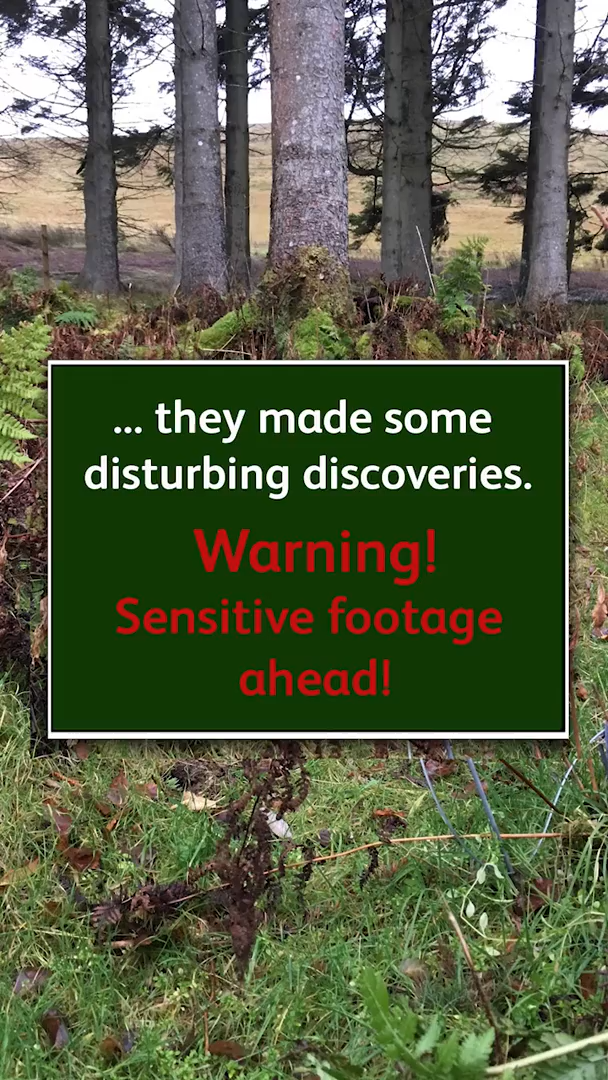 ... they made some
disturbing discoveries.
Warning!
Sensitive footage
ahead!